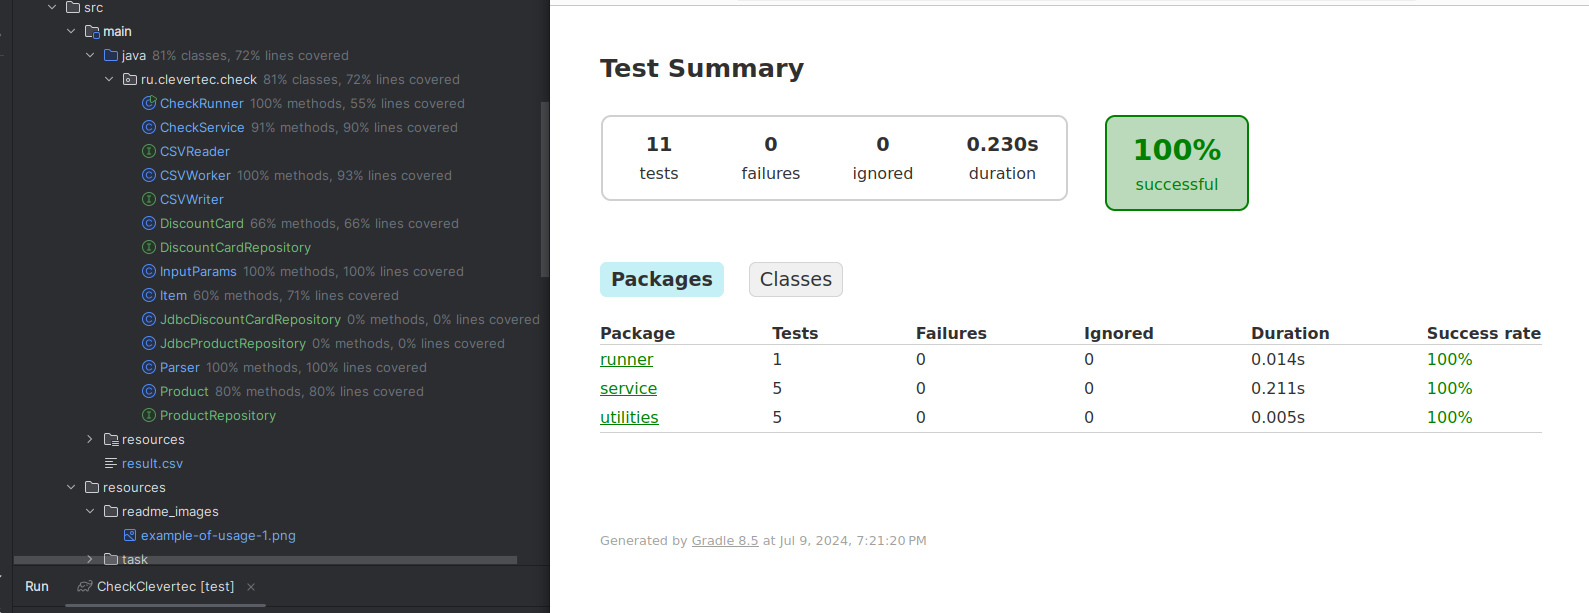 src
main
java 81% classes, 72% lines covered
ru.clevertec.check 81% classes, 72% lines covered
CheckRunner 100% methods, 55% lines covered
CheckService 91% methods, 90% lines covered
CSVReader
CSVWorker 100% methods, 93% lines covered
CSVWriter
DiscountCard 66% methods, 66% lines covered
DiscountCardRepository
InputParams 100% methods, 100% lines covered
Item 60% methods, 71% lines covered
JdbcDiscountCardRepository 0% methods, 0% lines covered
JdbcProductRepository 0% methods, 0% lines covered
Parser 100% methods, 100% lines covered
Product 80% methods, 80% lines covered
ProductRepository
resources
result.csv
resources
readme_images
example-of-usage-1.png
task
Run CheckClevertec [test]
Test Summary
11 0 0 0.230s
tests failures ignored duration
100%
successful
Packages Classes
Package Tests Failures Ignored Duration Success rate
runner 1 0 0 0.014s 100%
service 5 0 0 0.211s 100%
utilities 5 0 0 0.005s 100%
Generated by Gradle 8.5 at Jul 9, 2024, 7:21:20 PM